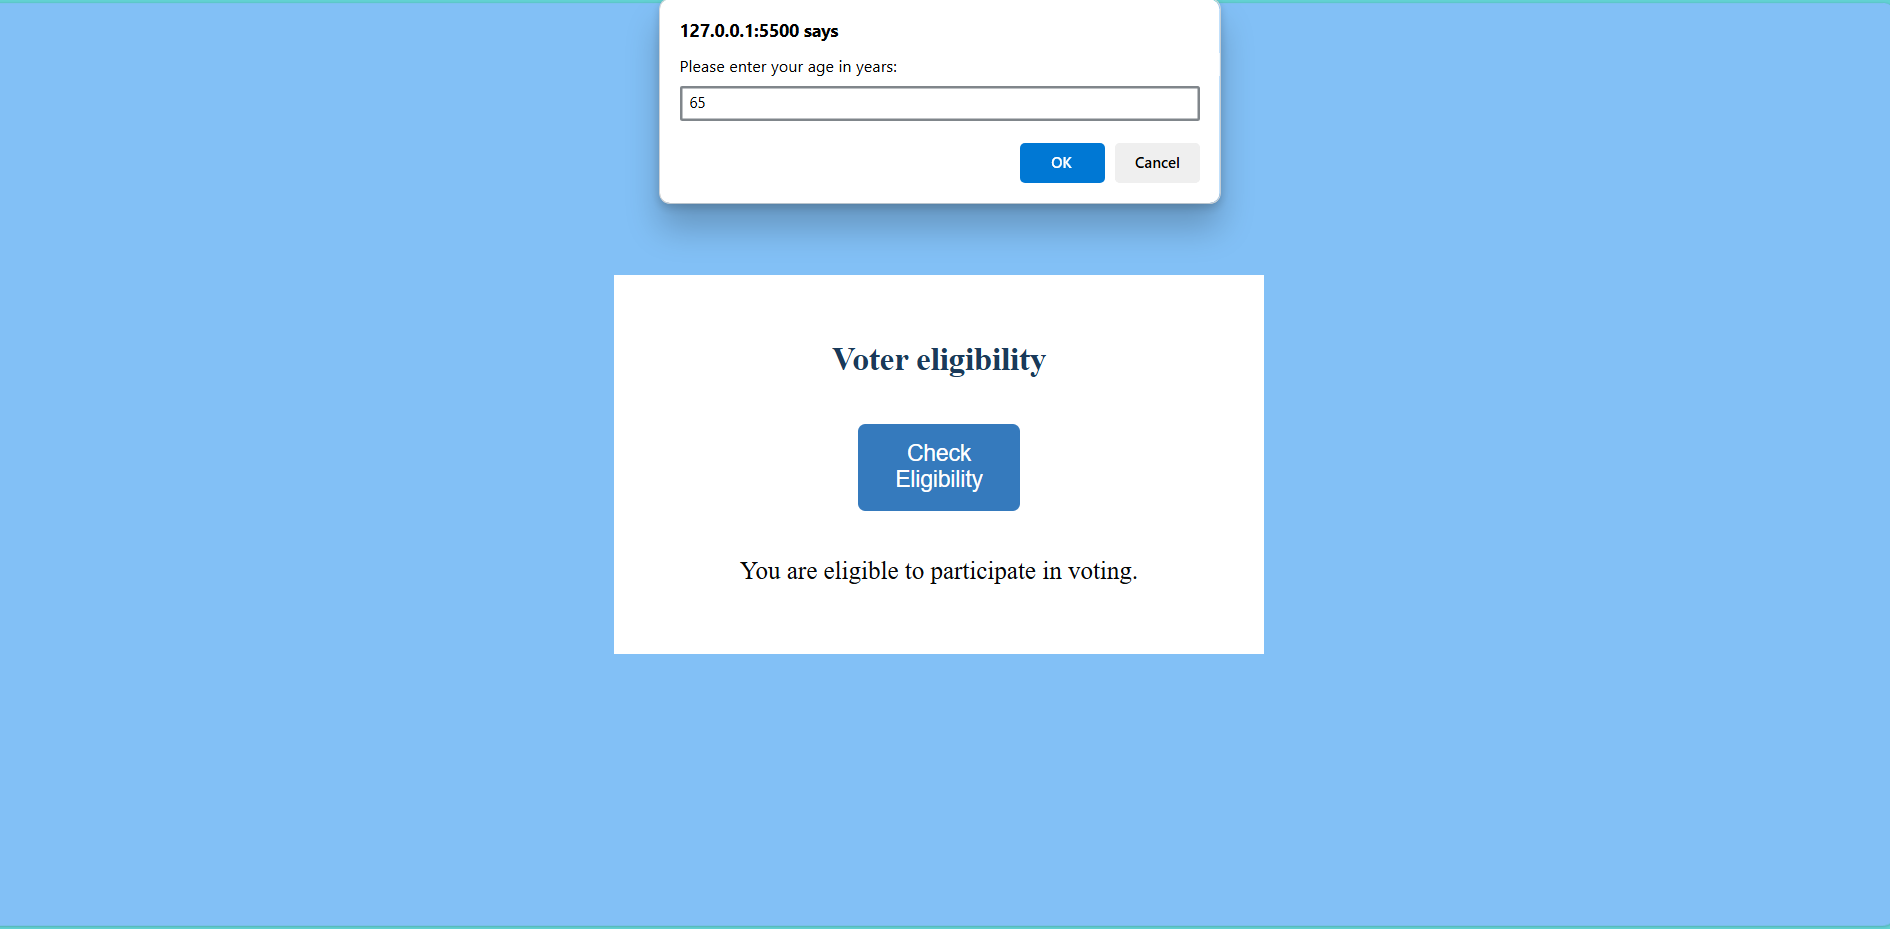 127.0.0.1:5500 says
Please enter your age in years:
65
OK
Cancel
Voter eligibility
Check
Eligibility
You are eligible to participate in voting.